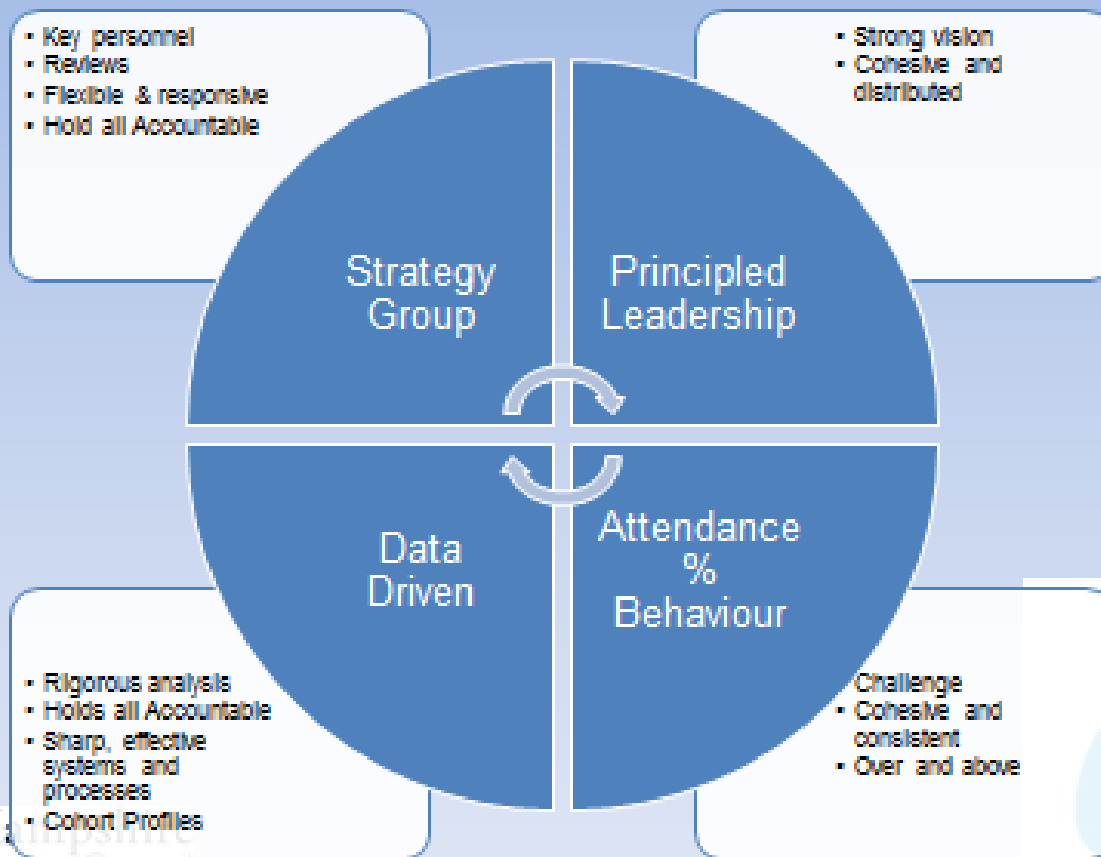 • Key personnel
• Reviews
• Flexible & responsive
• Hold all Accountable
• Strong vision
• Cohesive and
distributed
Strategy
Group
Principled
Leadership
Data
Driven
Attendance
%
Behaviour
• Rigorous analysis
• Holds all Accountable
• Sharp, effective
systems and
processes
• Cohort Profiles
Challenge
• Cohesive and
consistent
• Over and above